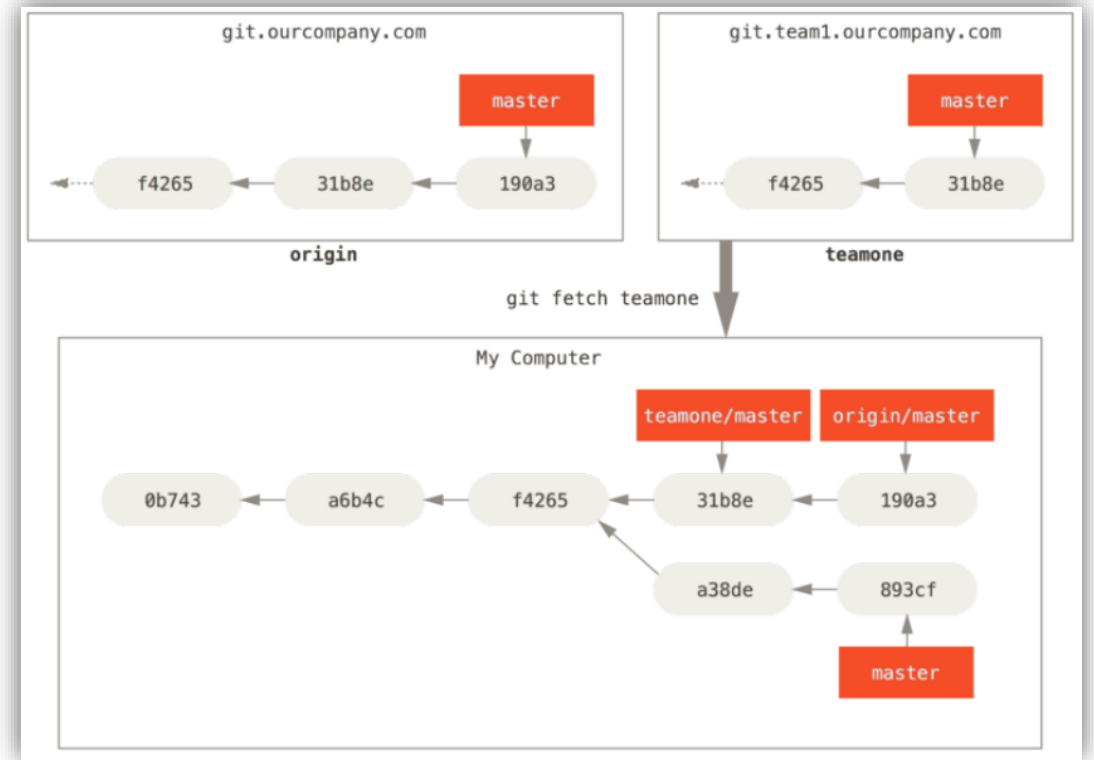 git.ourcompany.com
master
f4265
31b8e
190a3
origin
git.team1.ourcompany.com
master
f4265
31b8e
teamone
git fetch teamone
My Computer
teamone/master
origin/master
0b743
a6b4c
f4265
31b8e
190a3
a38de
893cf
master